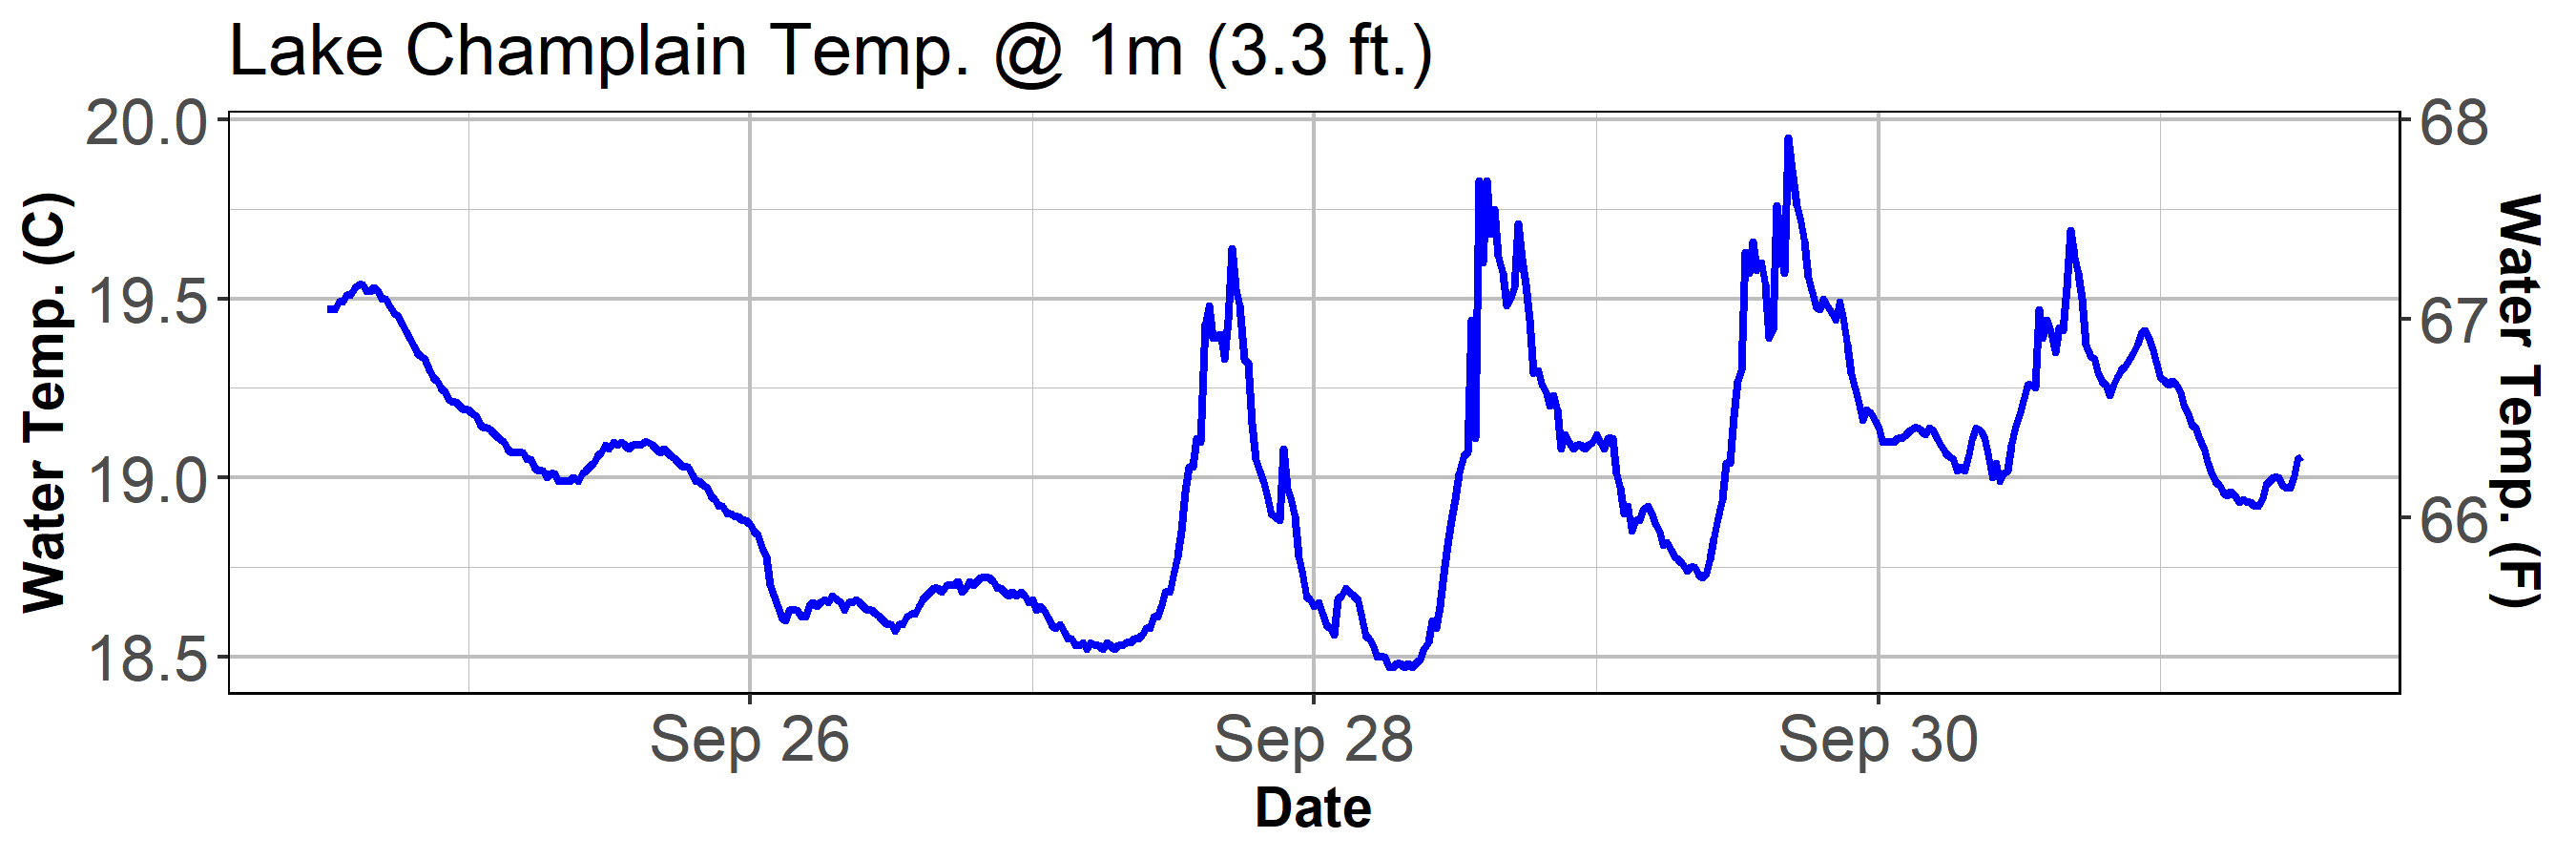 Lake Champlain Temp. @ 1m (3.3 ft.)
20.0
19.5
19.0
18.5
Water Temp. (C)
68
67
66
Water Temp. (F)
Sep 26
Sep 28
Sep 30
Date